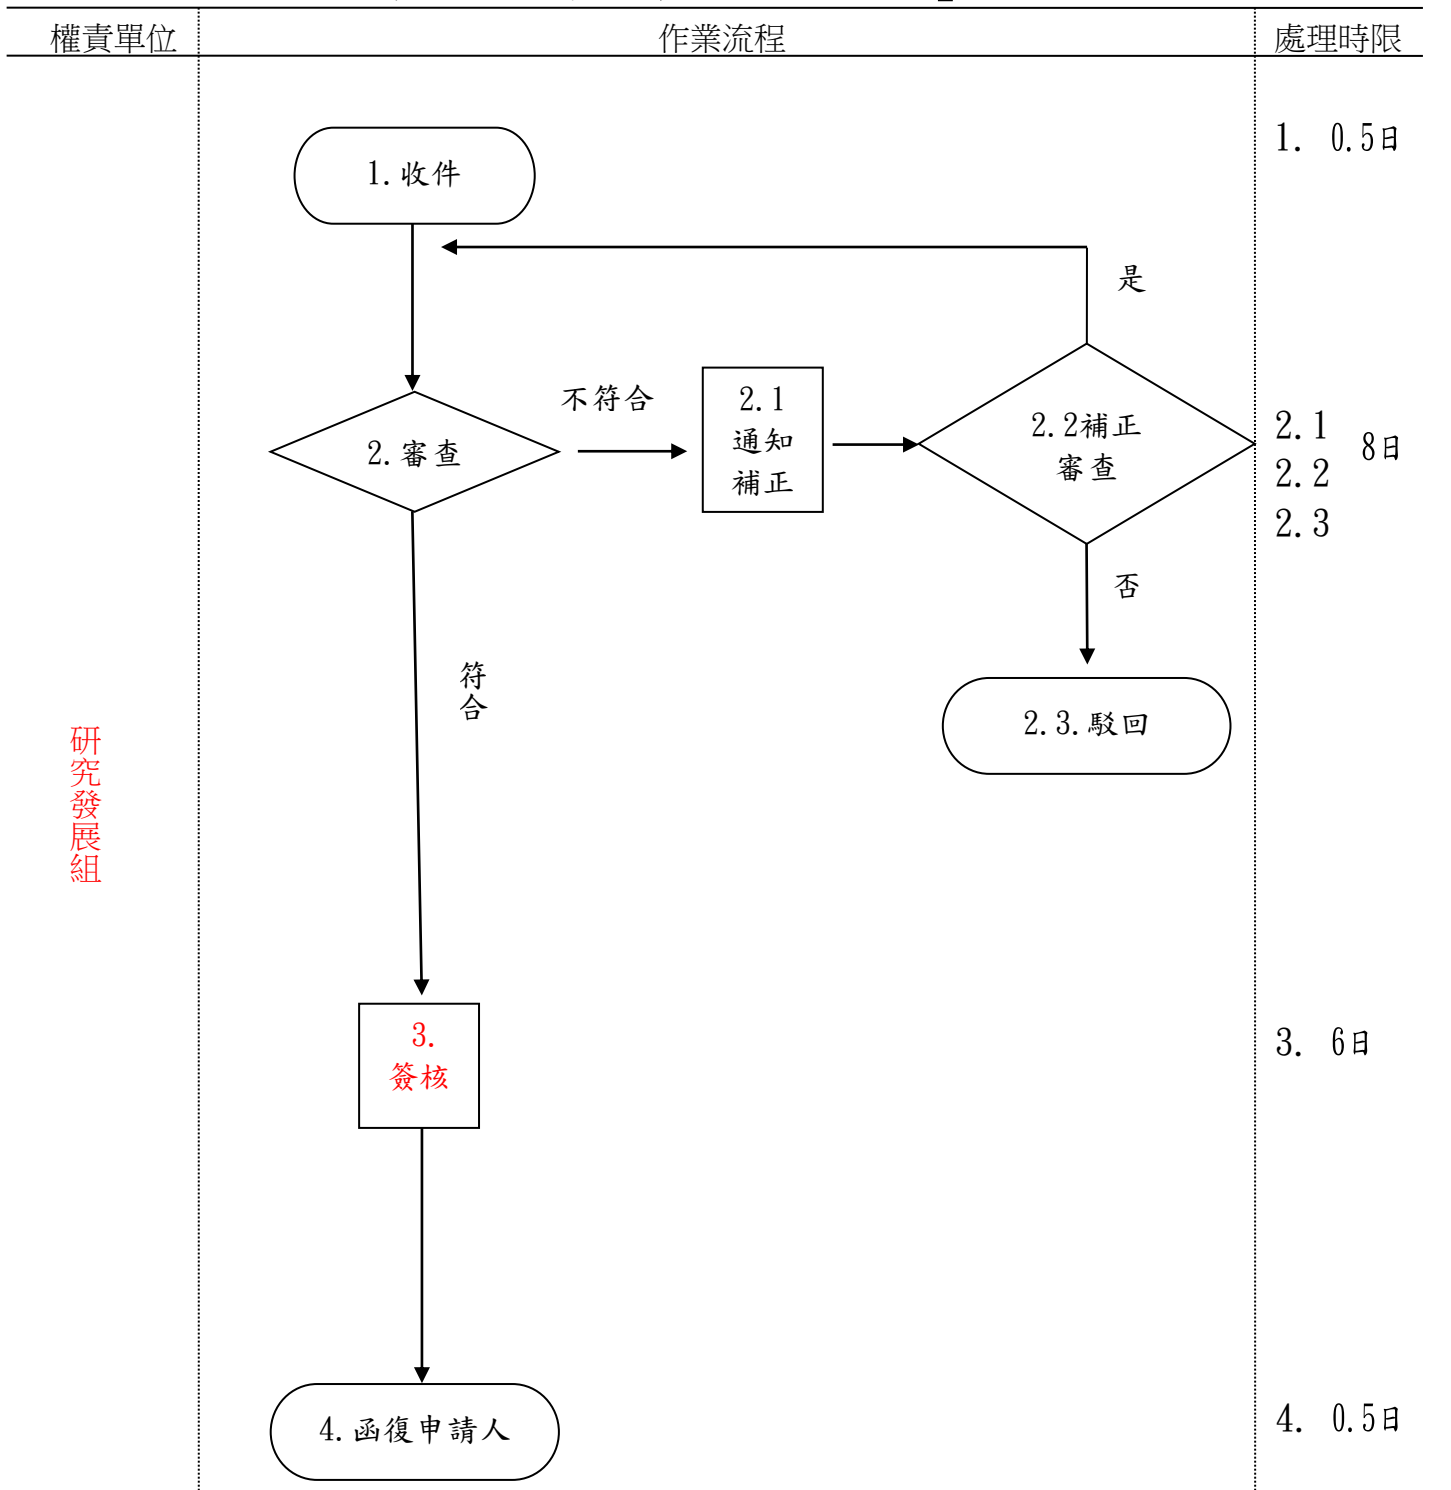 權責單位
作業流程
處理時限
1.收件
1. 0.5日
是
不符合
2.1
通知
補正
2.審查
2.2補正
審查
2.1
2.2
2.3
8日
否
符
合
2.3.駁回
研
究
發
展
組
3.
簽核
3. 6日
4.函復申請人
4. 0.5日